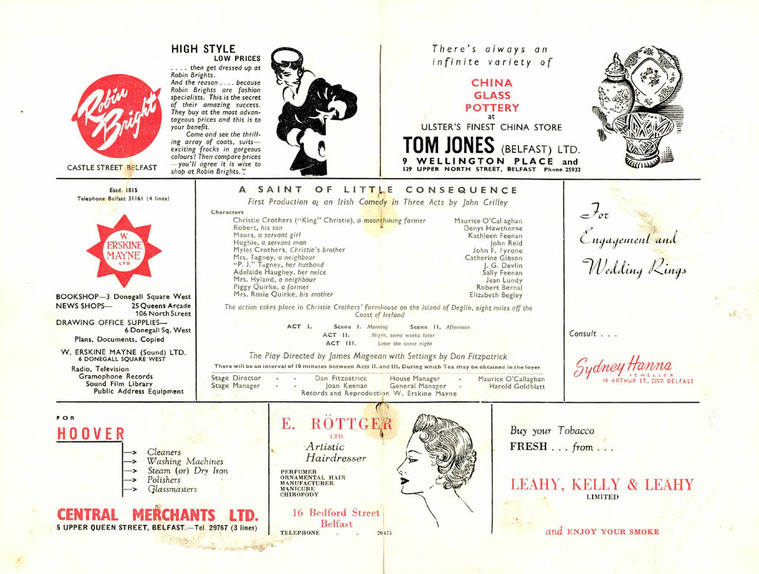 HIGH STYLE
LOW PRICES
. . . . then get dressed up at
Robin Brights.
And the reason . . . . because
Robin Brights are fashion
specialists. This is the secret
of their amazing success.
They buy at the most advan-
tageous prices and this is to
your benefit.
Come and see the thrill-
ing array of coats, suits—
exciting frocks in gorgeous
colours! Then compare prices
—you'll agree it is wise to
shop at Robin Brights.
Robin
Bright
CASTLE STREET BELFAST
There's always an
infinite variety of
CHINA
GLASS
POTTERY
at
ULSTER'S FINEST CHINA STORE
TOM JONES (BELFAST) LTD.
9 WELLINGTON PLACE and
129 UPPER NORTH STREET, BELFAST Phone 25932
Estd. 1815
Telephone Belfast 31161 (4 lines)
W.
ERSKINE
MAYNE
LTD
BOOKSHOP—3 Donegall Square West
NEWS SHOPS— 25 Queens Arcade
106 North Street
DRAWING OFFICE SUPPLIES—
6 Donegall Sq. West
Plans, Documents, Copied
W. ERSKINE MAYNE (Sound) LTD.
6 DONEGALL SQUARE WEST
Radio, Television
Gramophone Records
Sound Film Library
Public Address Equipment
A SAINT OF LITTLE CONSEQUENCE
First Production of an Irish Comedy in Three Acts by John Crilley
Characters
Christie Crothers ("King" Christie), a moonshining farmer Maurice O'Callaghan
Robert, his son Denys Hawthorne
Maura, a servant girl Kathleen Feenan
Hughie, a servant man John Reid
Myles Crothers, Christie's brother John F. Tyrone
Mrs. Tagney, a neighbour Catherine Gibson
"P. J." Tagney, her husband J. G. Devlin
Adelaide Haughey, her neice Sally Feenan
Mrs. Hyland, a neighbour Jean Lundy
Piggy Quirke, a farmer Robert Bernal
Mrs. Rosie Quirke, his mother Elizabeth Begley
The action takes place in Christie Crothers' farmhouse on the Island of Deglin, eight miles off the
Coast of Ireland
ACT I. Scene I. Morning Scene II. Afternoon
ACT II. Night, some weeks later
ACT III. Later the same night
The Play Directed by James Mageean with Settings by Dan Fitzpatrick
There will be an interval of 10 minutes between Acts II. and III. During which Tea may be obtained in the foyer
Stage Director - - Dan Fitzpatrick House Manager - Maurice O'Callaghan
Stage Manager - - Joan Keenan General Manager - Harold Goldblatt
Records and Reproduction W. Erskine Mayne
For
Engagement and
Wedding Rings
Consult . . .
Sydney Hanna
JEWELLER
18 ARTHUR ST., BELFAST
FOR
HOOVER
Cleaners
Washing Machines
Steam (or) Dry Iron
Polishers
Glassmasters
CENTRAL MERCHANTS LTD.
5 UPPER QUEEN STREET, BELFAST.—Tel. 29767 (3 lines)
E. RÖTTGER
LTD.
Artistic
Hairdresser
PERFUMER
ORNAMENTAL HAIR
MANUFACTURER
MANICURE
CHIROPODY
16 Bedford Street
Belfast
TELEPHONE . . 26475
Buy your Tobacco
FRESH . . . from . . .
LEAHY, KELLY & LEAHY
LIMITED
and ENJOY YOUR SMOKE